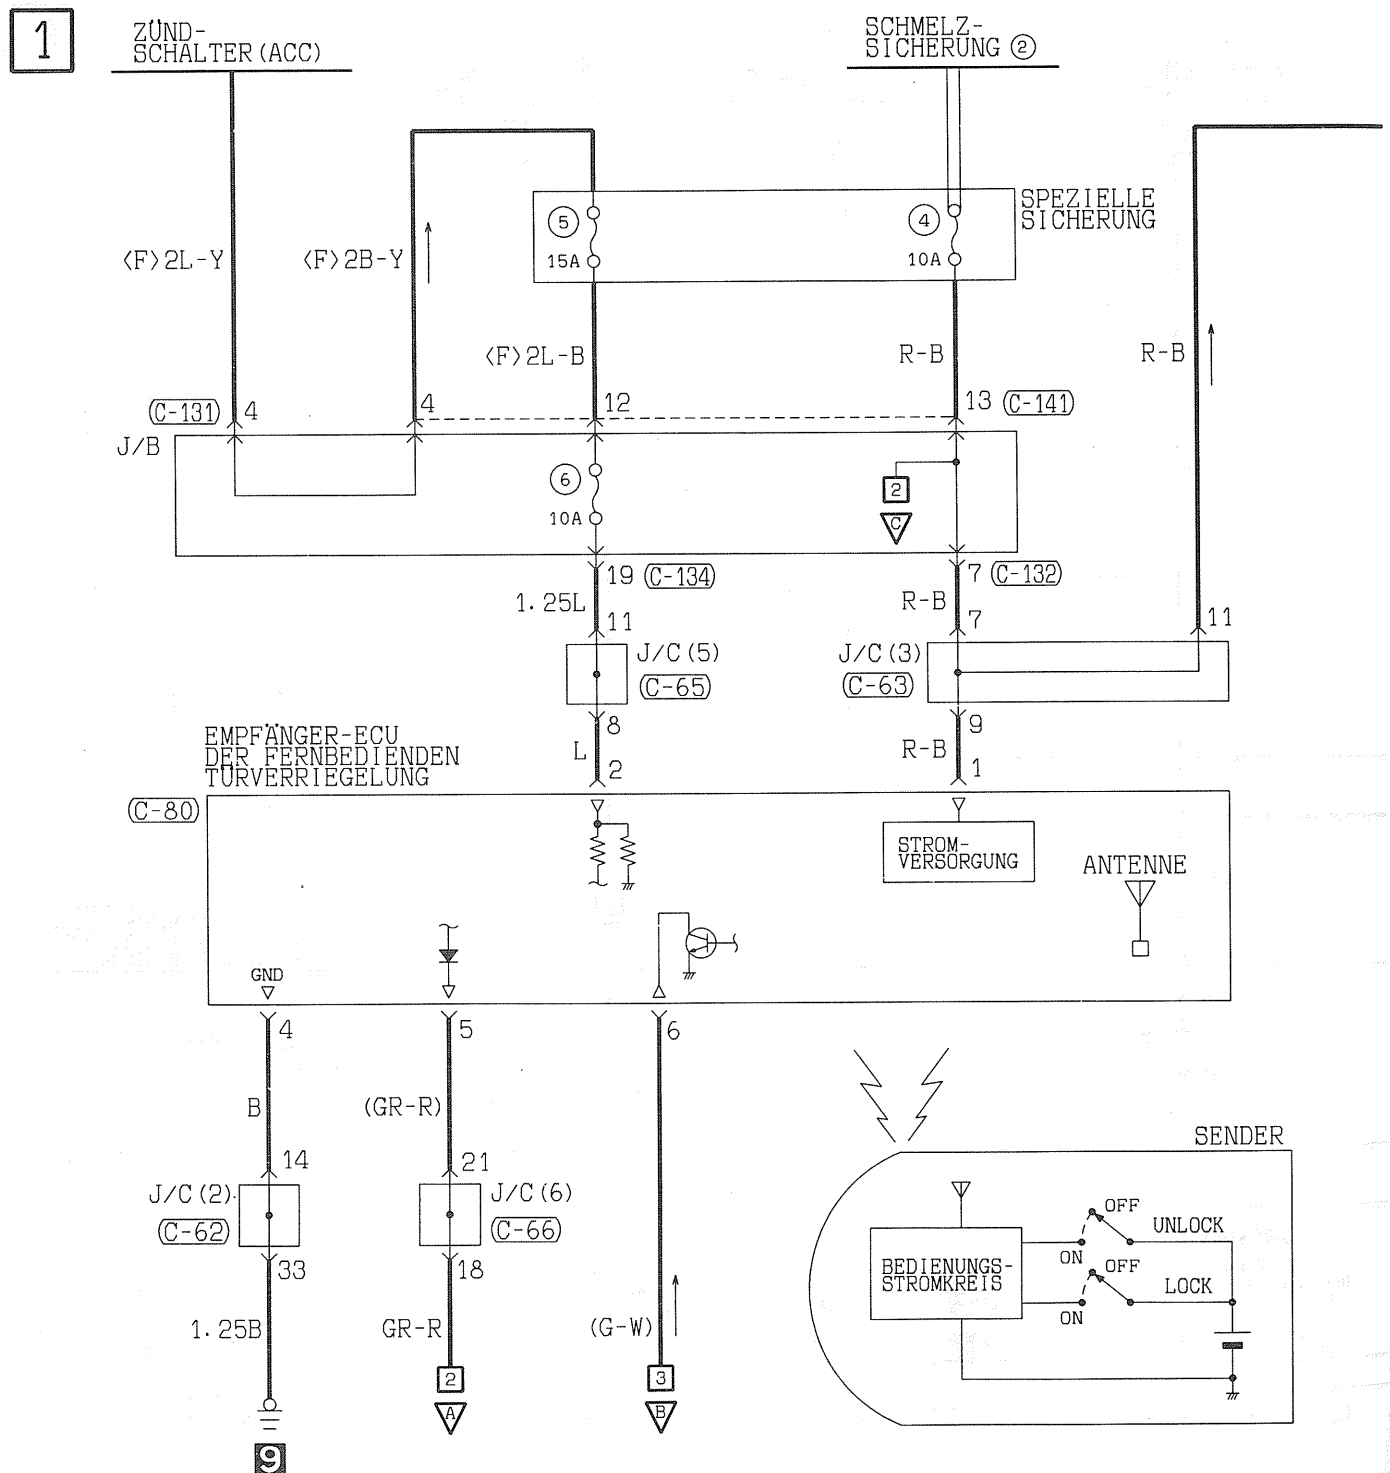 1
ZÜND-
SCHALTER (ACC)
SCHMELZ-
SICHERUNG ②
SPEZIELLE
SICHERUNG
⑤
15A
④
10A
<F>2L-Y
<F>2B-Y
<F>2L-B
R-B
R-B
(C-131)
4
4
12
13
(C-141)
J/B
⑥
10A
2
C
19
(C-134)
7
(C-132)
1.25L
R-B
11
7
11
J/C(5)
(C-65)
J/C(3)
(C-63)
8
9
L
R-B
2
1
EMPFÄNGER-ECU
DER FERNBEDIENDEN
TÜRVERRIEGELUNG
(C-80)
STROM-
VERSORGUNG
ANTENNE
GND
4
5
6
B
(GR-R)
14
21
J/C(2)
(C-62)
J/C(6)
(C-66)
33
18
1.25B
GR-R
(G-W)
2
A
3
B
9
SENDER
BEDIENUNGS-
STROMKREIS
OFF
UNLOCK
ON
OFF
LOCK
ON